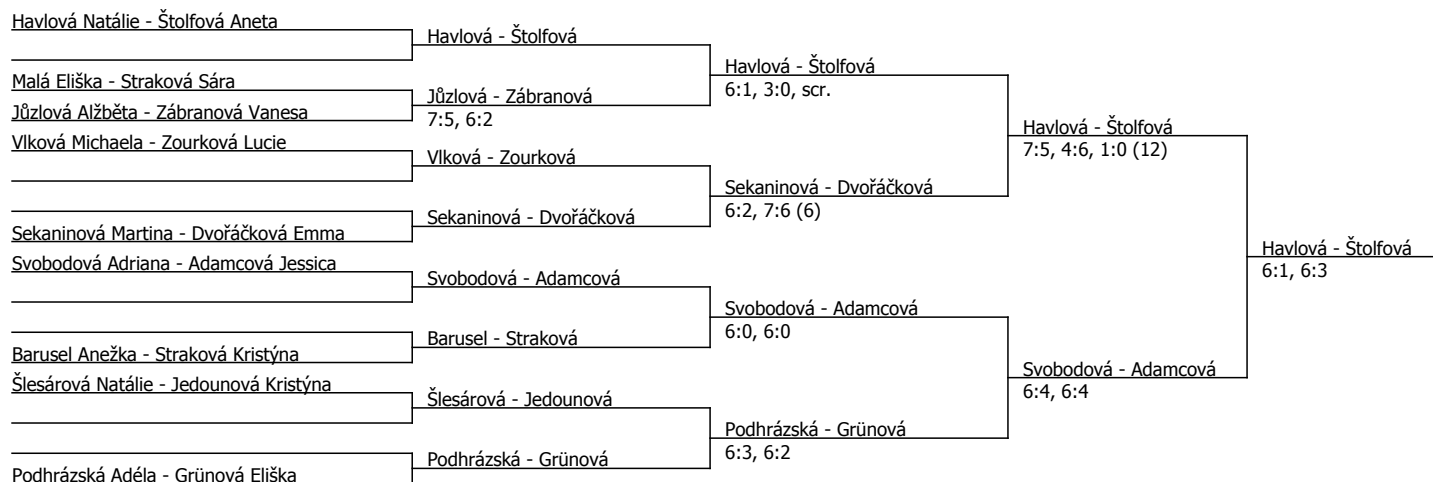 Havlová Natálie - Štolfová Aneta
Malá Eliška - Straková Sára
Jůzlová Alžběta - Zábranová Vanesa
Vlková Michaela - Zourková Lucie
Sekaninová Martina - Dvořáčková Emma
Svobodová Adriana - Adamcová Jessica
Barusel Anežka - Straková Kristýna
Šlesárová Natálie - Jedounová Kristýna
Podhrázská Adéla - Grünová Eliška
Havlová - Štolfová
Jůzlová - Zábranová
7:5, 6:2
Vlková - Zourková
Sekaninová - Dvořáčková
Svobodová - Adamcová
Barusel - Straková
Šlesárová - Jedounová
Podhrázská - Grünová
Havlová - Štolfová
6:1, 3:0, scr.
Sekaninová - Dvořáčková
6:2, 7:6 (6)
Svobodová - Adamcová
6:0, 6:0
Podhrázská - Grünová
6:3, 6:2
Havlová - Štolfová
7:5, 4:6, 1:0 (12)
Svobodová - Adamcová
6:4, 6:4
Havlová - Štolfová
6:1, 6:3